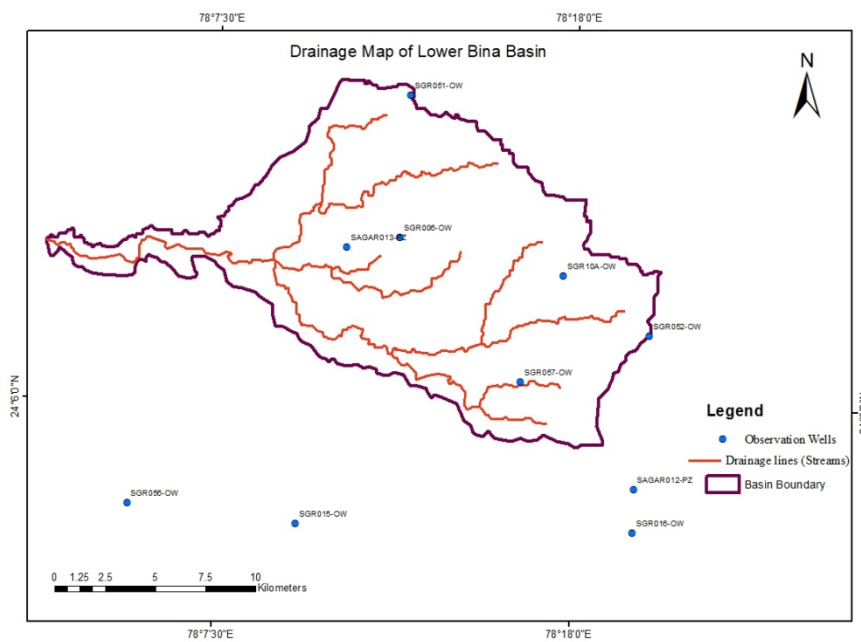 78°7'30"E
78°18'0"E
Drainage Map of Lower Bina Basin
N
SGR051-OW
SGR006-OW
SAGAR013-PZ
SGR10A-OW
SGR052-OW
SGR057-OW
24°6'0"N
Legend
Observation Wells
Drainage lines (Streams)
Basin Boundary
SAGAR012-PZ
SGR056-OW
SGR015-OW
SGR016-OW
0 1.25 2.5 5 7.5 10
Kilometers
78°7'30"E
78°18'0"E